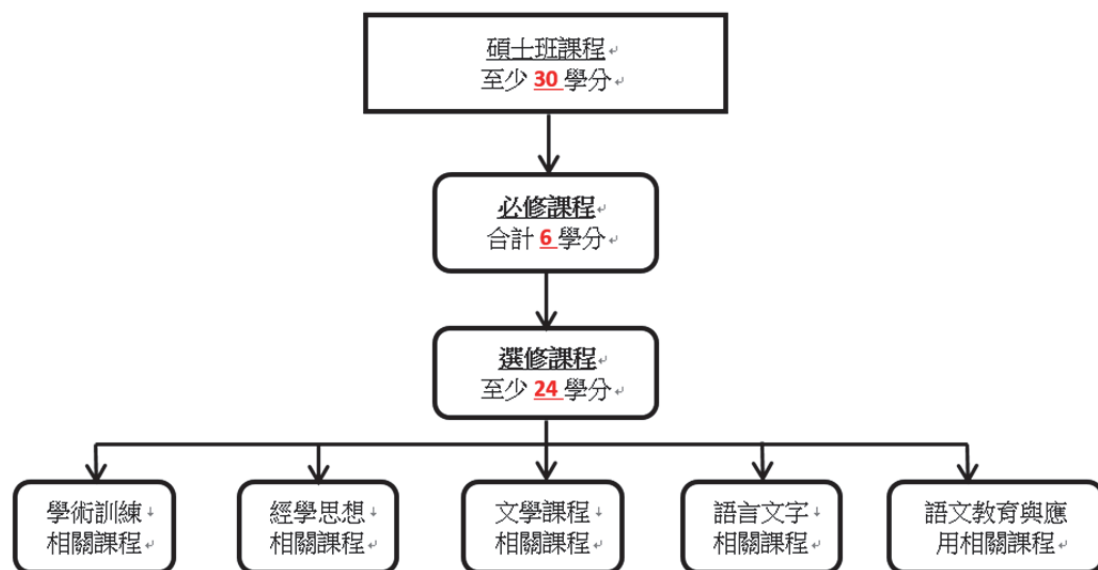 碩士班課程
至少 30 學分
必修課程
合計 6 學分
選修課程
至少 24 學分
學術訓練
相關課程
經學思想
相關課程
文學課程
相關課程
語言文字
相關課程
語文教育與應
用相關課程